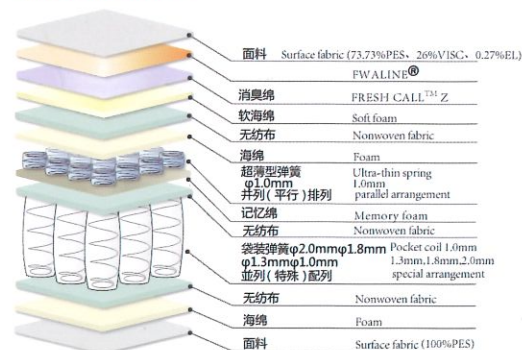 面料 Surface fabric (73.73%PES、26%VISC、0.27%EL)
FWALINE®
消臭绵 FRESH CALL™ Z
软海绵 Soft foam
无纺布 Nonwoven fabric
海绵 Foam
超薄型弹簧 Ultra-thin spring
φ1.0mm 1.0mm
井列(平行)排列 parallel arrangement
记忆绵 Memory foam
无纺布 Nonwoven fabric
袋装弹簧φ2.0mmφ1.8mm Pocket coil 1.0mm
φ1.3mmφ1.0mm 1.3mm,1.8mm,2.0mm
並列(特殊)配列 special arrangement
无纺布 Nonwoven fabric
海绵 Foam
面料 Surface fabric (100%PES)